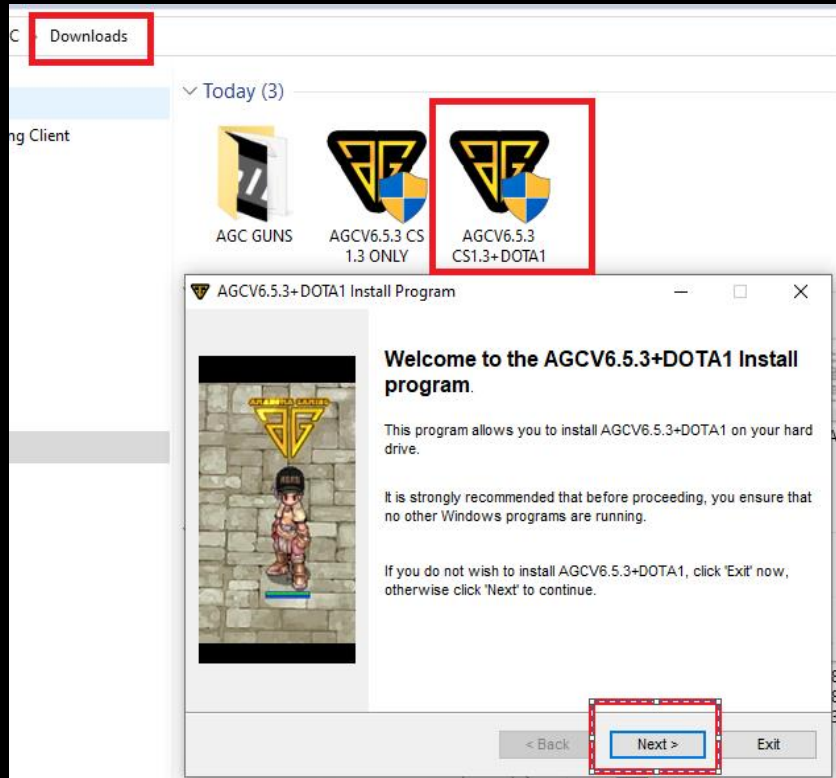 C › Downloads
Today (3)
ng Client
AGC GUNS
AGCV6.5.3 CS
1.3 ONLY
AGCV6.5.3
CS1.3+DOTA1
AGCV6.5.3+DOTA1 Install Program
AMADORA GAMING
AG
Welcome to the AGCV6.5.3+DOTA1 Install
program.
This program allows you to install AGCV6.5.3+DOTA1 on your hard
drive.
It is strongly recommended that before proceeding, you ensure that
no other Windows programs are running.
If you do not wish to install AGCV6.5.3+DOTA1, click 'Exit' now,
otherwise click 'Next' to continue.
< Back
Next >
Exit